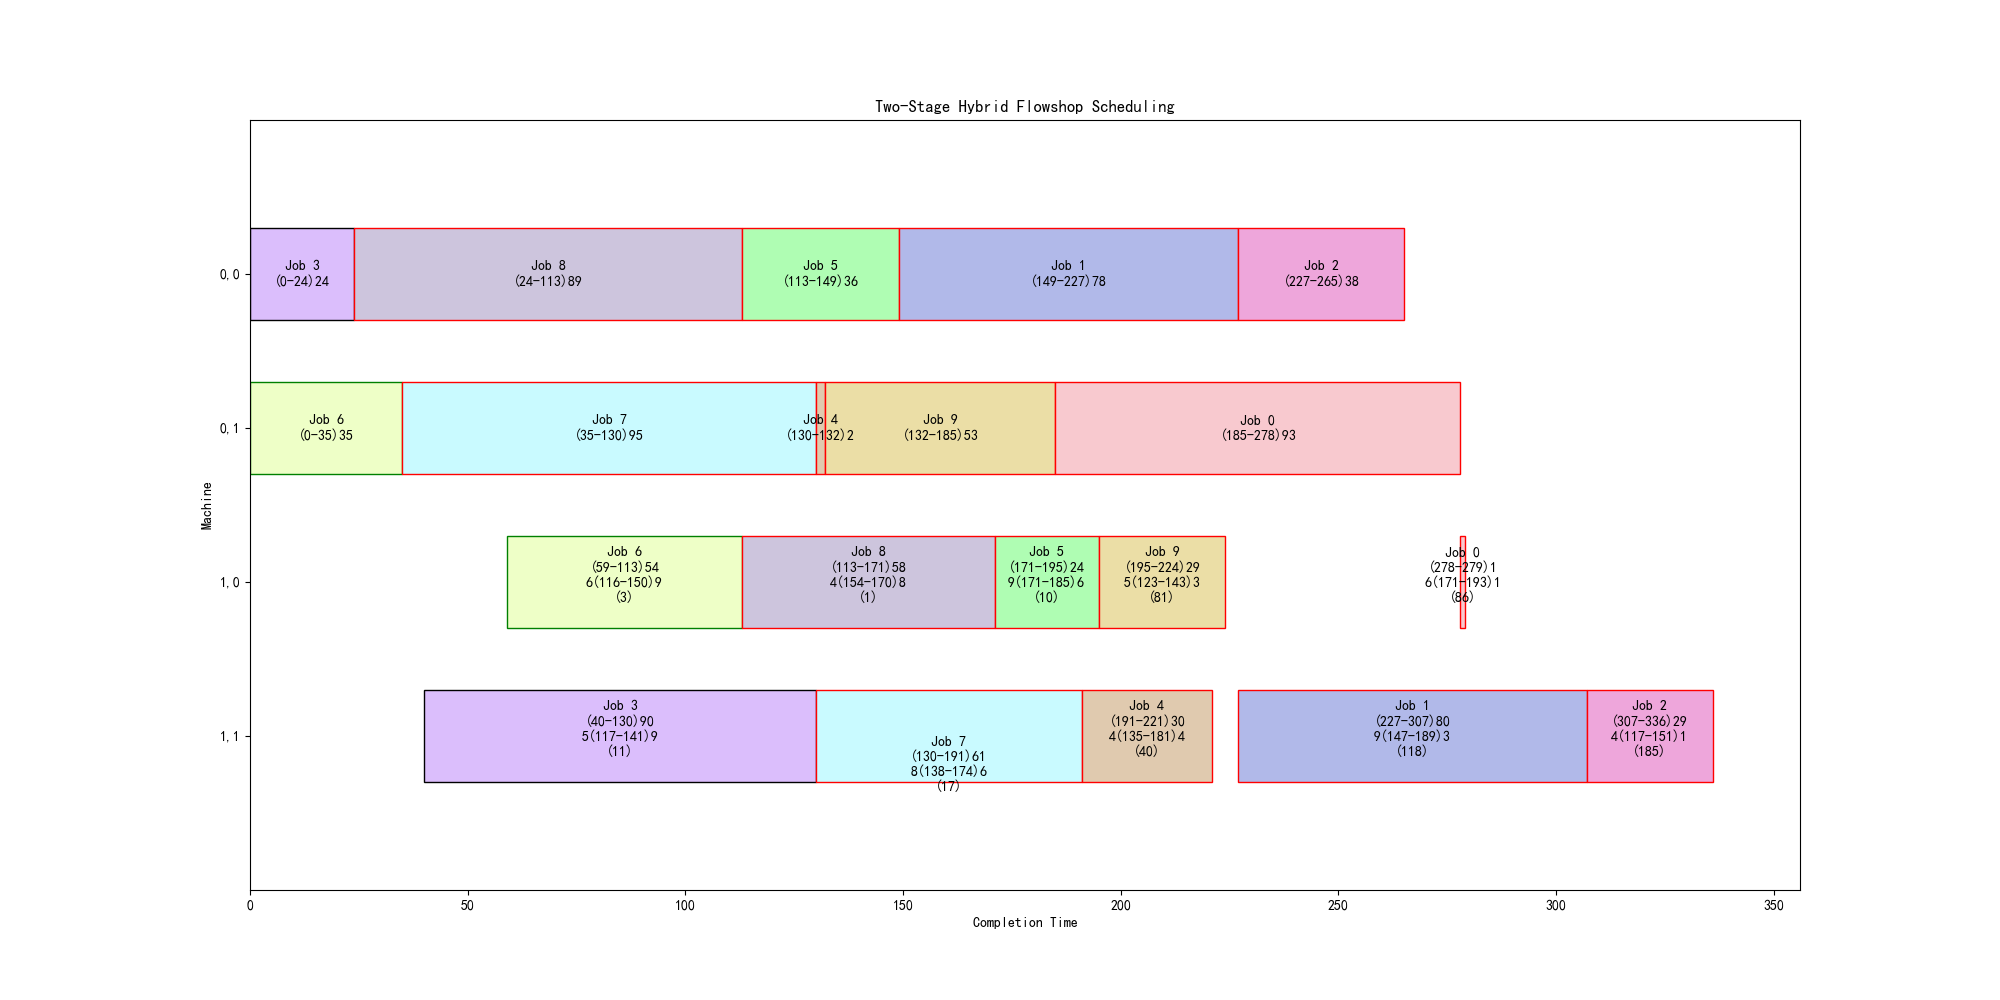 Two-Stage Hybrid Flowshop Scheduling
Machine
0,0
Job 3
(0-24)24
Job 8
(24-113)89
Job 5
(113-149)36
Job 1
(149-227)78
Job 2
(227-265)38
0,1
Job 6
(0-35)35
Job 7
(35-130)95
Job 4
(130-132)2
Job 9
(132-185)53
Job 0
(185-278)93
1,0
Job 6
(59-113)54
6(116-150)9
(3)
Job 8
(113-171)58
4(154-170)8
(1)
Job 5
(171-195)24
9(171-185)6
(10)
Job 9
(195-224)29
5(123-143)3
(81)
Job 0
(278-279)1
6(171-193)1
(86)
1,1
Job 3
(40-130)90
5(117-141)9
(11)
Job 7
(130-191)61
8(138-174)6
(17)
Job 4
(191-221)30
4(135-181)4
(40)
Job 1
(227-307)80
9(147-189)3
(118)
Job 2
(307-336)29
4(117-151)1
(185)
0
50
100
150
200
250
300
350
Completion Time